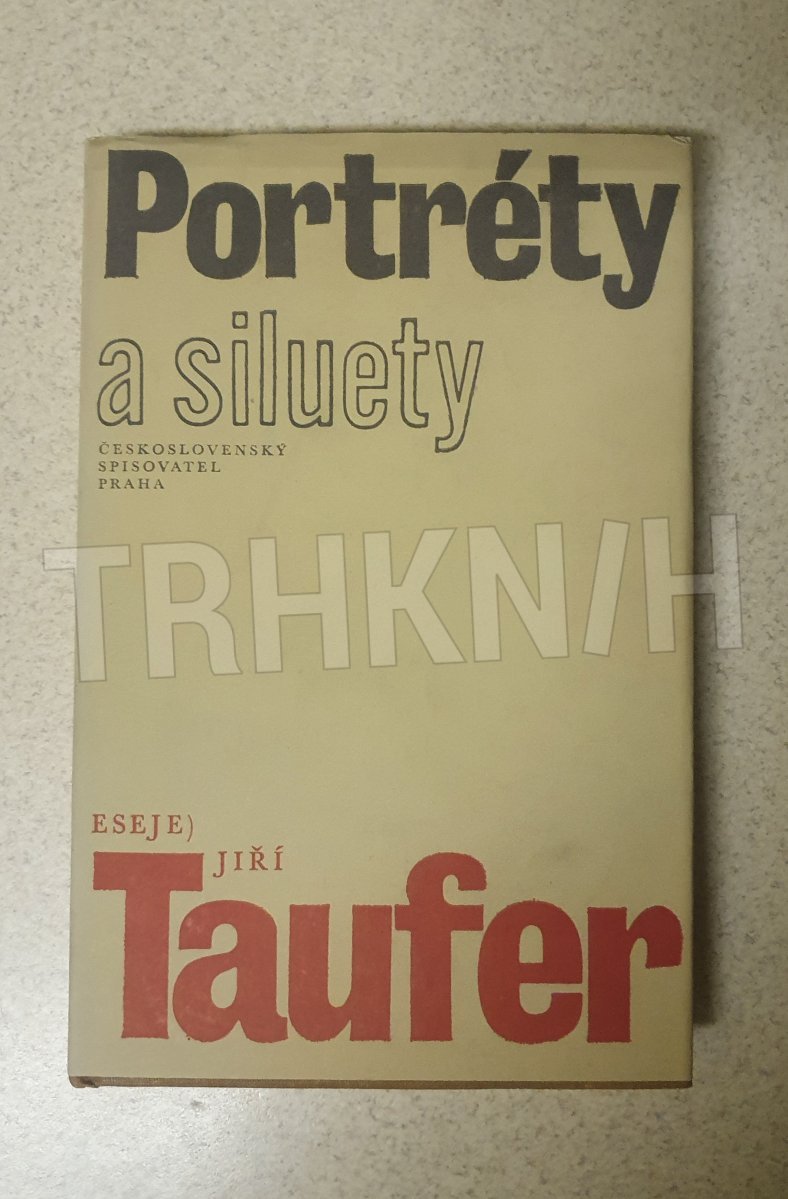 Portréty
a siluety
ČESKOSLOVENSKÝ
SPISOVATEL
PRAHA
TRHKNIH
ESEJE)
JIŘÍ
Taufer